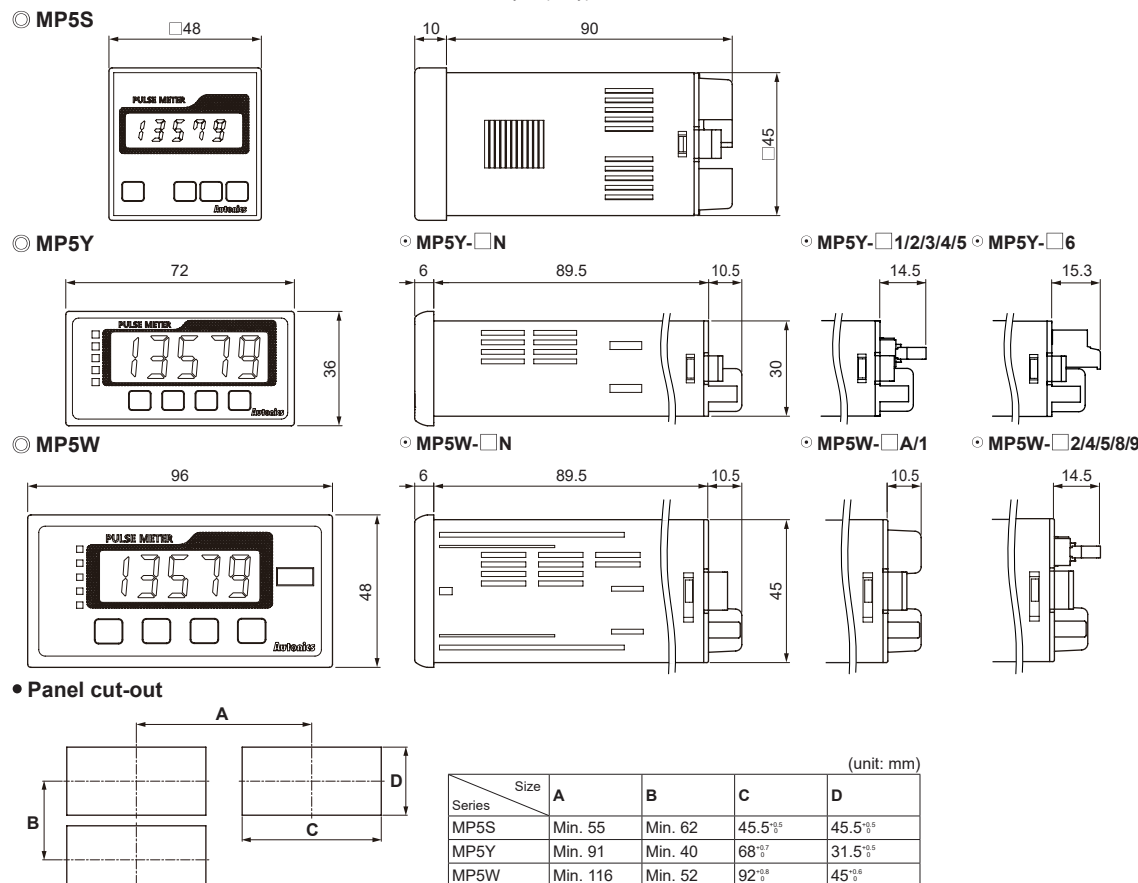 ◎ MP5S
□48
10
90
□45
PULSE METER
13579
Autonics
◎ MP5Y
⊙ MP5Y-□N
⊙ MP5Y-□1/2/3/4/5
⊙ MP5Y-□6
72
6
89.5
10.5
14.5
15.3
PULSE METER
13579
36
30
Autonics
◎ MP5W
⊙ MP5W-□N
⊙ MP5W-□A/1
⊙ MP5W-□2/4/5/8/9
96
6
89.5
10.5
10.5
14.5
PULSE METER
13579
48
45
Autonics
• Panel cut-out
A
B
C
D
(unit: mm)
Series Size A B C D
MP5S Min. 55 Min. 62 45.5 +0.5 0 45.5 +0.5 0
MP5Y Min. 91 Min. 40 68 +0.7 0 31.5 +0.5 0
MP5W Min. 116 Min. 52 92 +0.8 0 45 +0.6 0